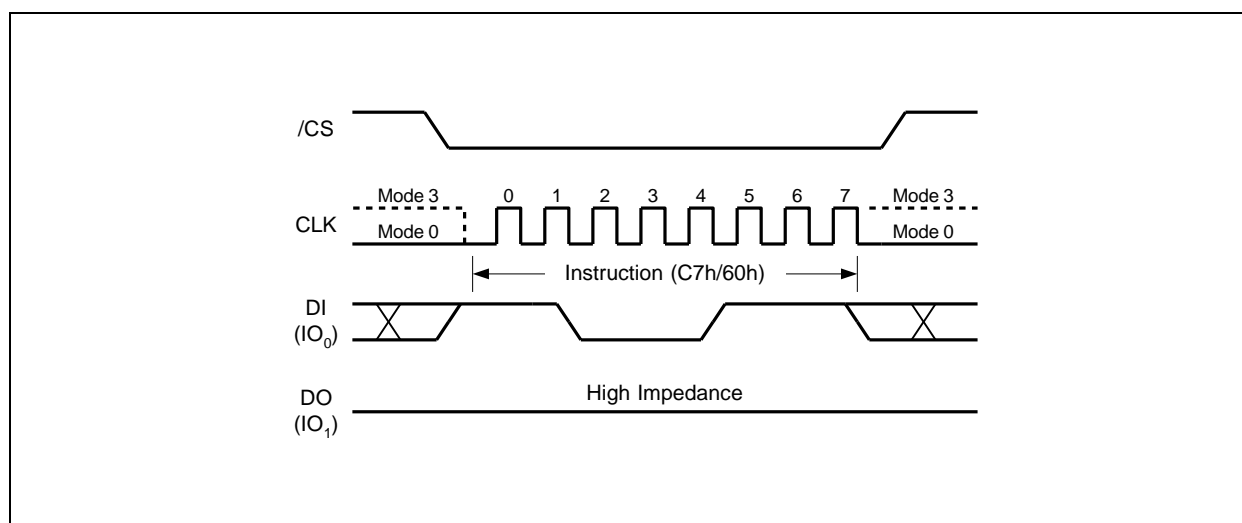 /CS
Mode 3 0 1 2 3 4 5 6 7 Mode 3
CLK
Mode 0 Mode 0
Instruction (C7h/60h)
DI
(IO₀)
High Impedance
DO
(IO₁)